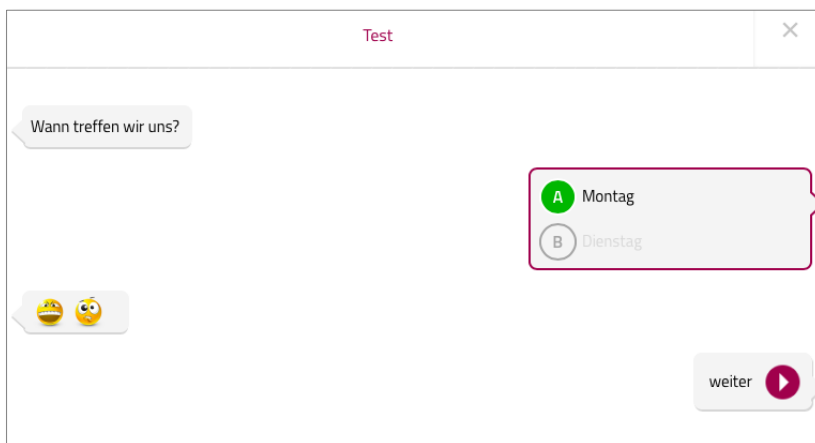 Test
Wann treffen wir uns?
A Montag
B Dienstag
weiter